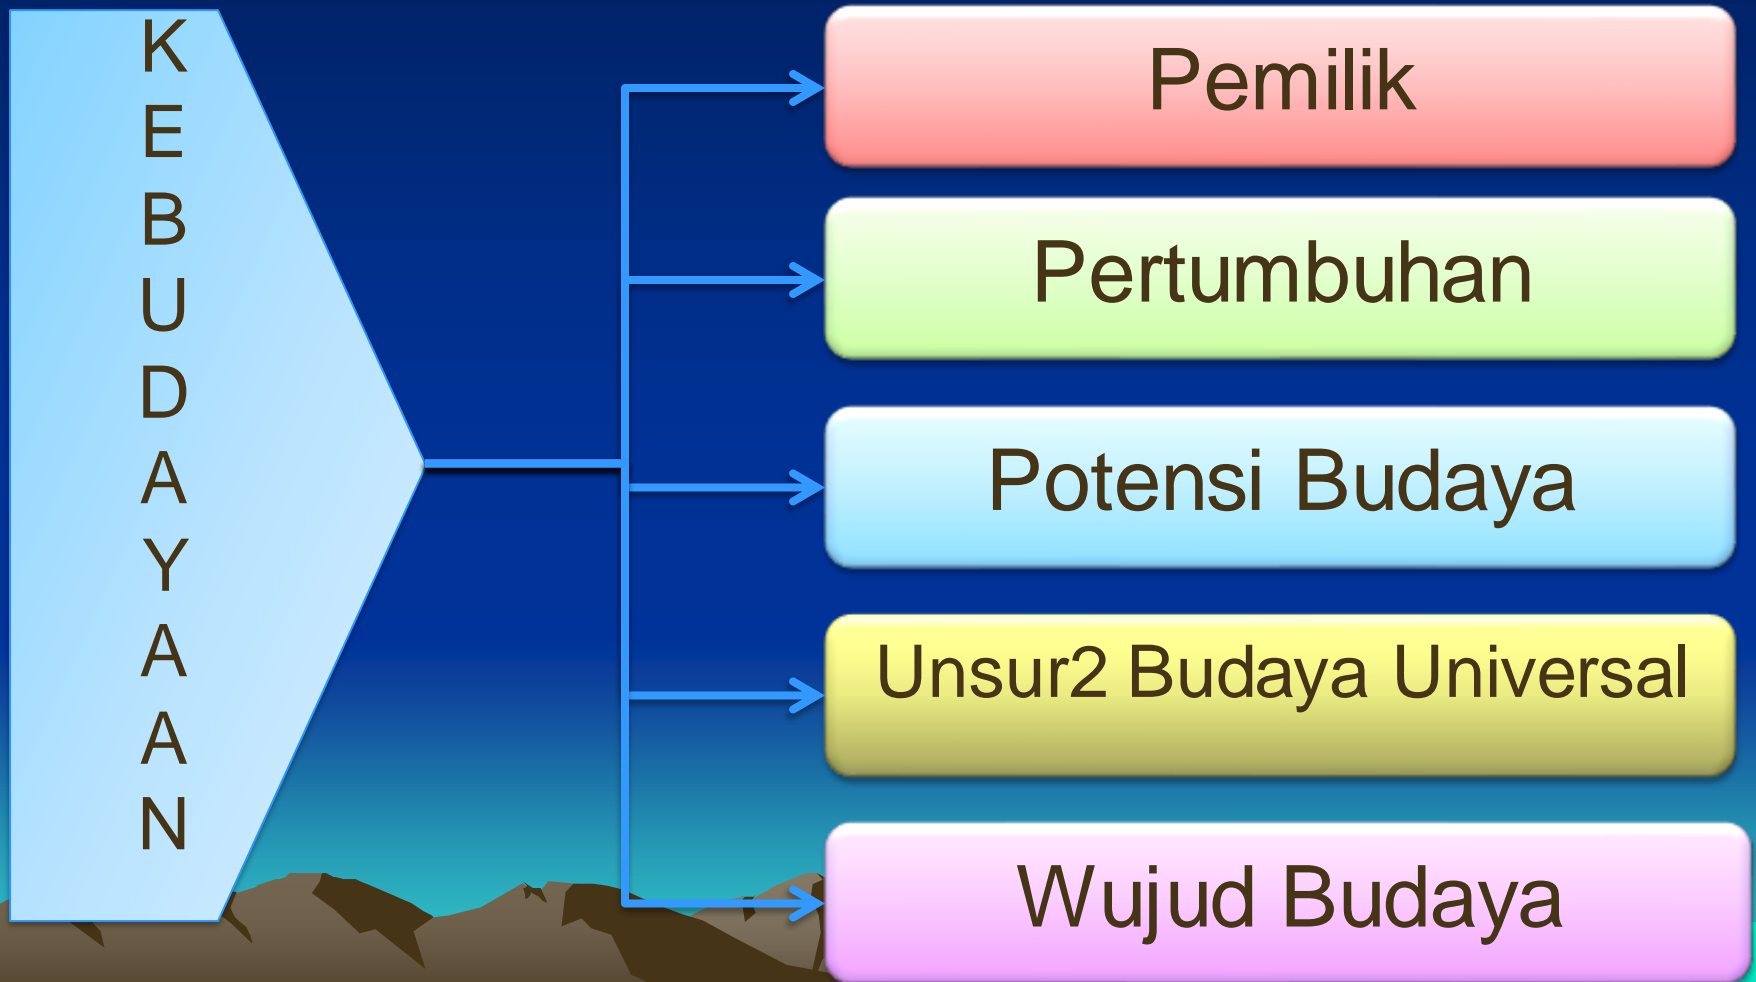 K
E
B
U
D
A
Y
A
A
N
Pemilik
Pertumbuhan
Potensi Budaya
Unsur2 Budaya Universal
Wujud Budaya